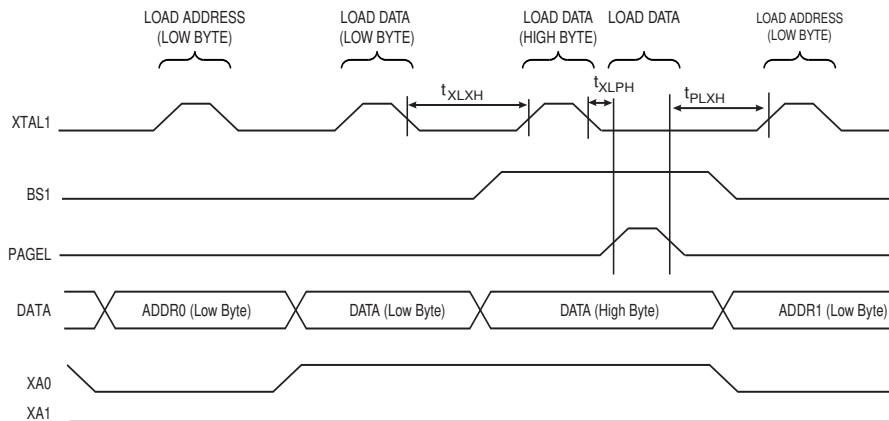 LOAD ADDRESS
(LOW BYTE)
LOAD DATA
(LOW BYTE)
LOAD DATA
(HIGH BYTE)
LOAD DATA
LOAD ADDRESS
(LOW BYTE)
tXLXH
tXLPH
tPLXH
XTAL1
BS1
PAGEL
DATA
ADDR0 (Low Byte)
DATA (Low Byte)
DATA (High Byte)
ADDR1 (Low Byte)
XA0
XA1